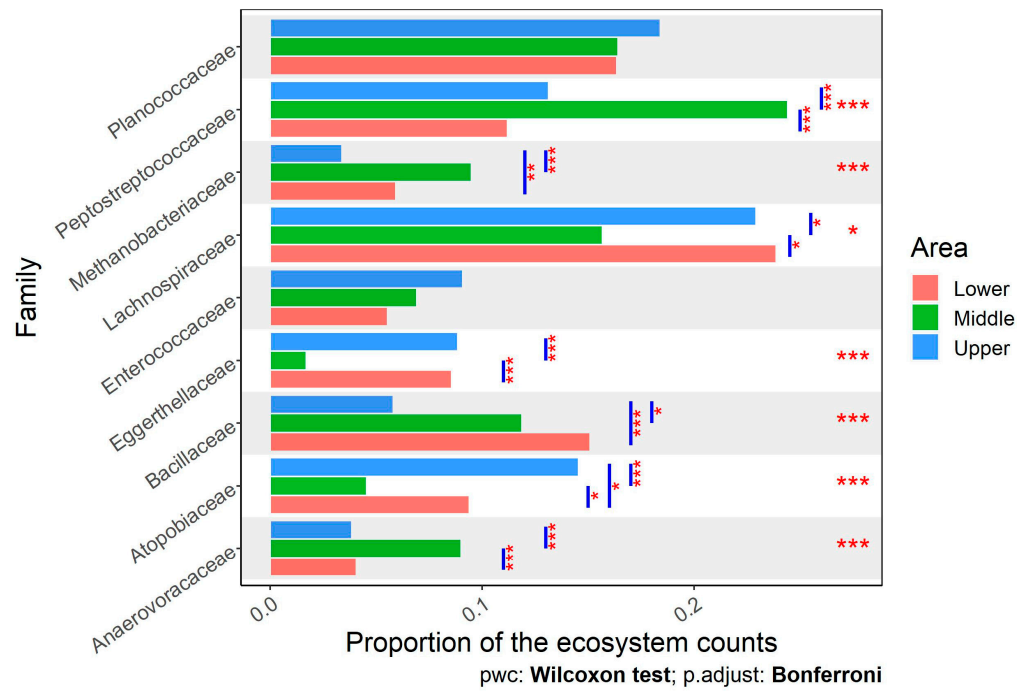 Family
Planococcaceae
Peptostreptococcaceae
***
***
***
Methanobacteriaceae
**
***
***
Lachnospiraceae
*
*
*
Enterococcaceae
Eggerthellaceae
***
***
***
Bacillaceae
***
*
***
Atopobiaceae
*
*
***
***
Anaerovoracaceae
***
***
***
0.0
0.1
0.2
Proportion of the ecosystem counts
pwc: Wilcoxon test; p.adjust: Bonferroni
Area
Lower
Middle
Upper